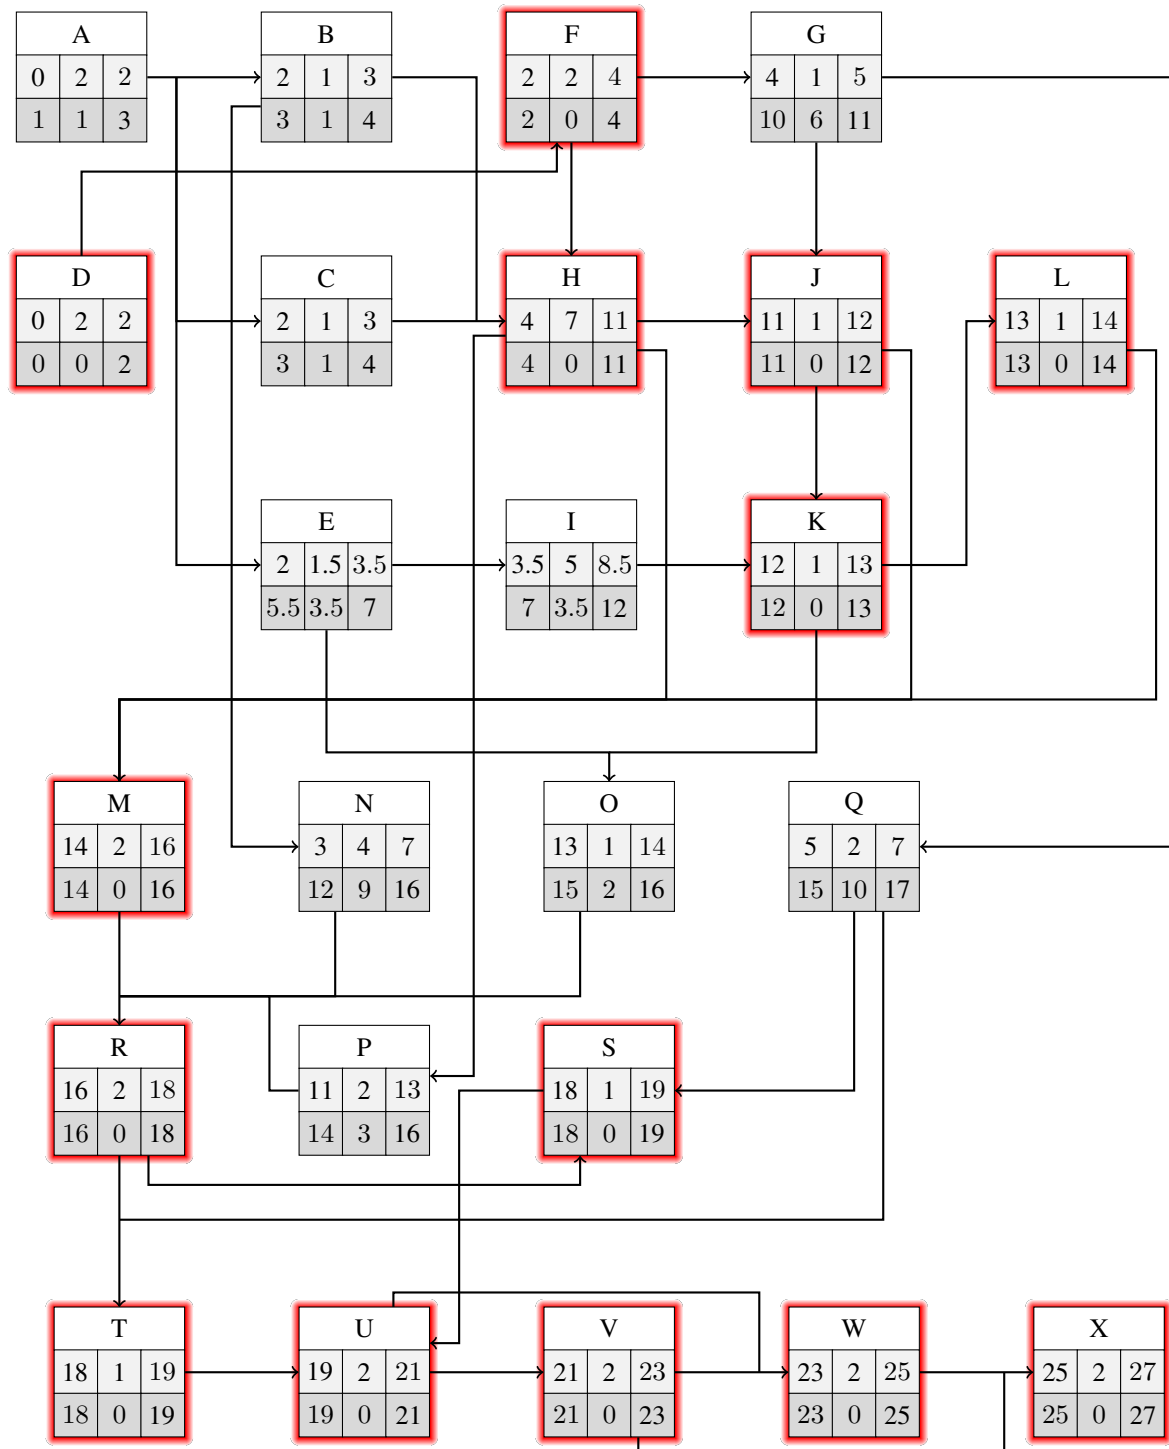 A B F G
0 2 2 2 1 3 2 2 4 4 1 5
1 1 3 3 1 4 2 0 4 10 6 11
D C H J L
0 2 2 2 1 3 4 7 11 11 1 12 13 1 14
0 0 2 3 1 4 4 0 11 11 0 12 13 0 14
E I K
2 1.5 3.5 3.5 5 8.5 12 1 13
5.5 3.5 7 7 3.5 12 12 0 13
M N O Q
14 2 16 3 4 7 13 1 14 5 2 7
14 0 16 12 9 16 15 2 16 15 10 17
R P S
16 2 18 11 2 13 18 1 19
16 0 18 14 3 16 18 0 19
T U V W X
18 1 19 19 2 21 21 2 23 23 2 25 25 2 27
18 0 19 19 0 21 21 0 23 23 0 25 25 0 27